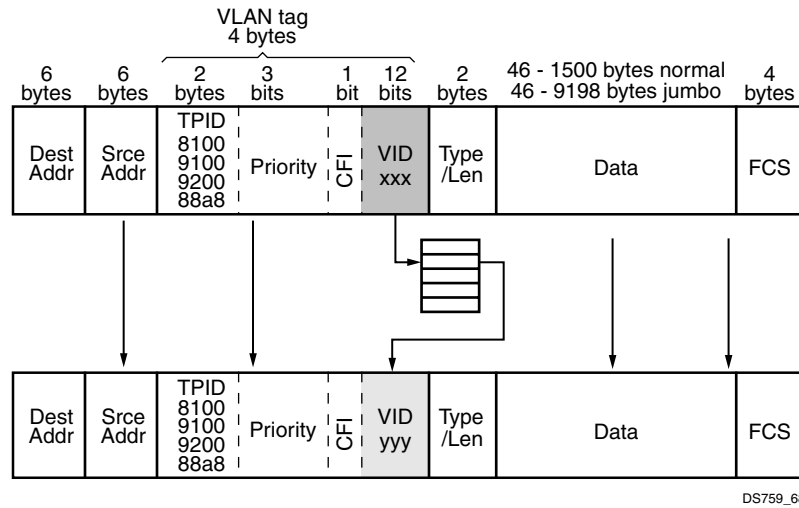 VLAN tag
4 bytes
6 bytes
6 bytes
2 bytes
3 bits
1 bit
12 bits
2 bytes
46 - 1500 bytes normal
46 - 9198 bytes jumbo
4 bytes
Dest Addr
Srce Addr
TPID
8100
9100
9200
88a8
Priority
CFI
VID
xxx
Type
/Len
Data
FCS
Dest Addr
Srce Addr
TPID
8100
9100
9200
88a8
Priority
CFI
VID
yyy
Type
/Len
Data
FCS